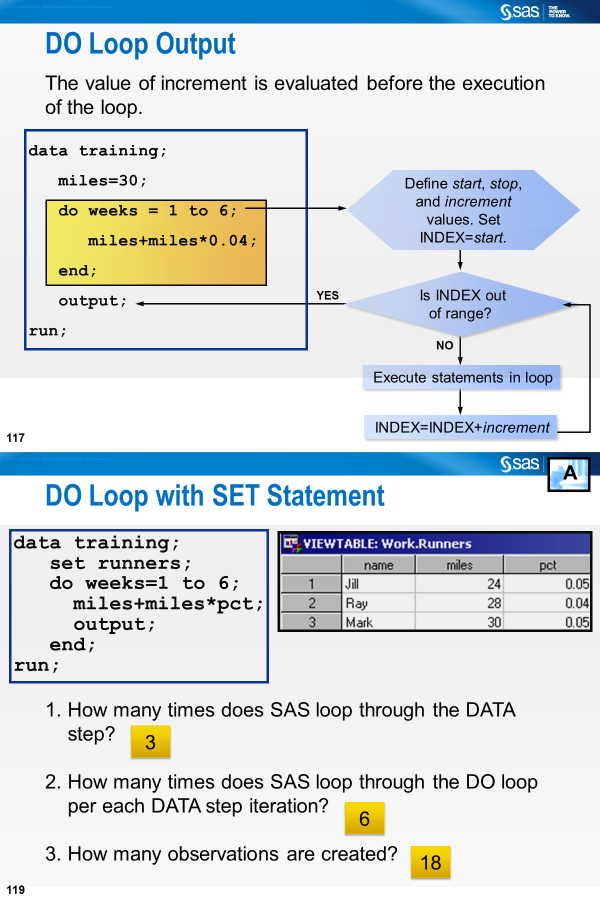 sas THE POWER TO KNOW.
DO Loop Output
The value of increment is evaluated before the execution
of the loop.
data training;
miles=30;
do weeks = 1 to 6;
miles+miles*0.04;
end;
output;
run;
Define start, stop,
and increment
values. Set
INDEX=start.
Is INDEX out
of range?
YES
NO
Execute statements in loop
INDEX=INDEX+increment
117
sas
A
DO Loop with SET Statement
data training;
set runners;
do weeks=1 to 6;
miles+miles*pct;
output;
end;
run;
VIEWTABLE: Work.Runners
name miles pct
1 Jill 24 0.05
2 Ray 28 0.04
3 Mark 30 0.05
1. How many times does SAS loop through the DATA
step? 3
2. How many times does SAS loop through the DO loop
per each DATA step iteration? 6
3. How many observations are created? 18
119